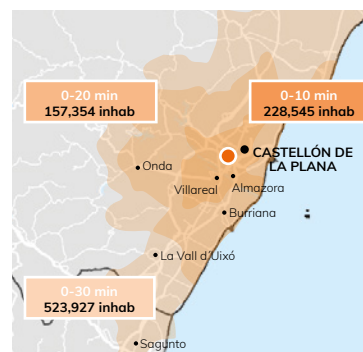 0-20 min
157,354 inhab
0-10 min
228,545 inhab
CASTELLÓN DE
LA PLANA
Onda
Villareal
Almazora
Burriana
La Vall d´Uixó
0-30 min
523,927 inhab
Sagunto